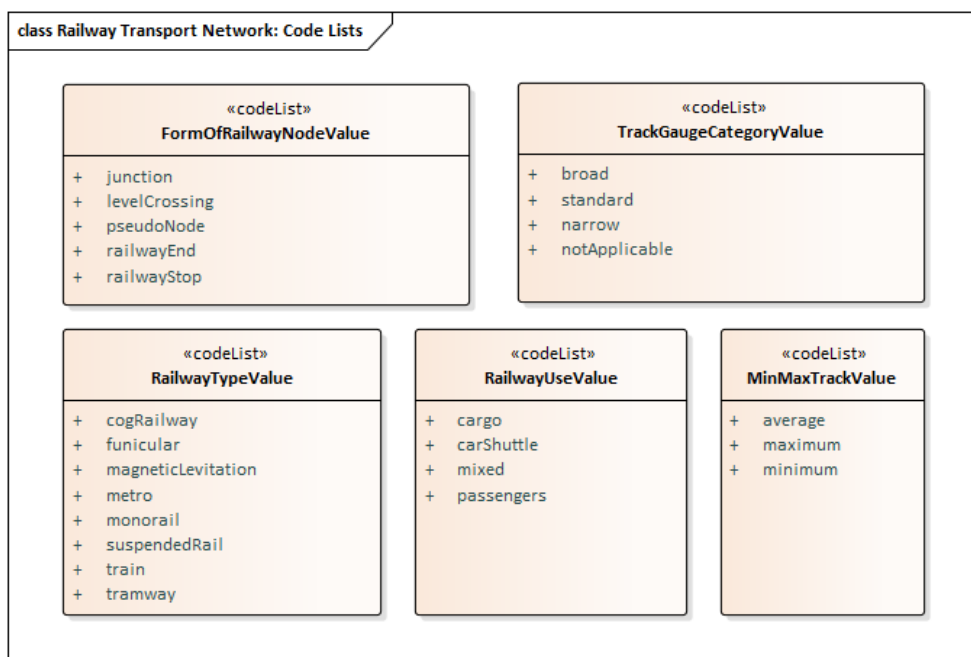 class Railway Transport Network: Code Lists
«codeList»
FormOfRailwayNodeValue
+ junction
+ levelCrossing
+ pseudoNode
+ railwayEnd
+ railwayStop
«codeList»
TrackGaugeCategoryValue
+ broad
+ standard
+ narrow
+ notApplicable
«codeList»
RailwayTypeValue
+ cogRailway
+ funicular
+ magneticLevitation
+ metro
+ monorail
+ suspendedRail
+ train
+ tramway
«codeList»
RailwayUseValue
+ cargo
+ carShuttle
+ mixed
+ passengers
«codeList»
MinMaxTrackValue
+ average
+ maximum
+ minimum